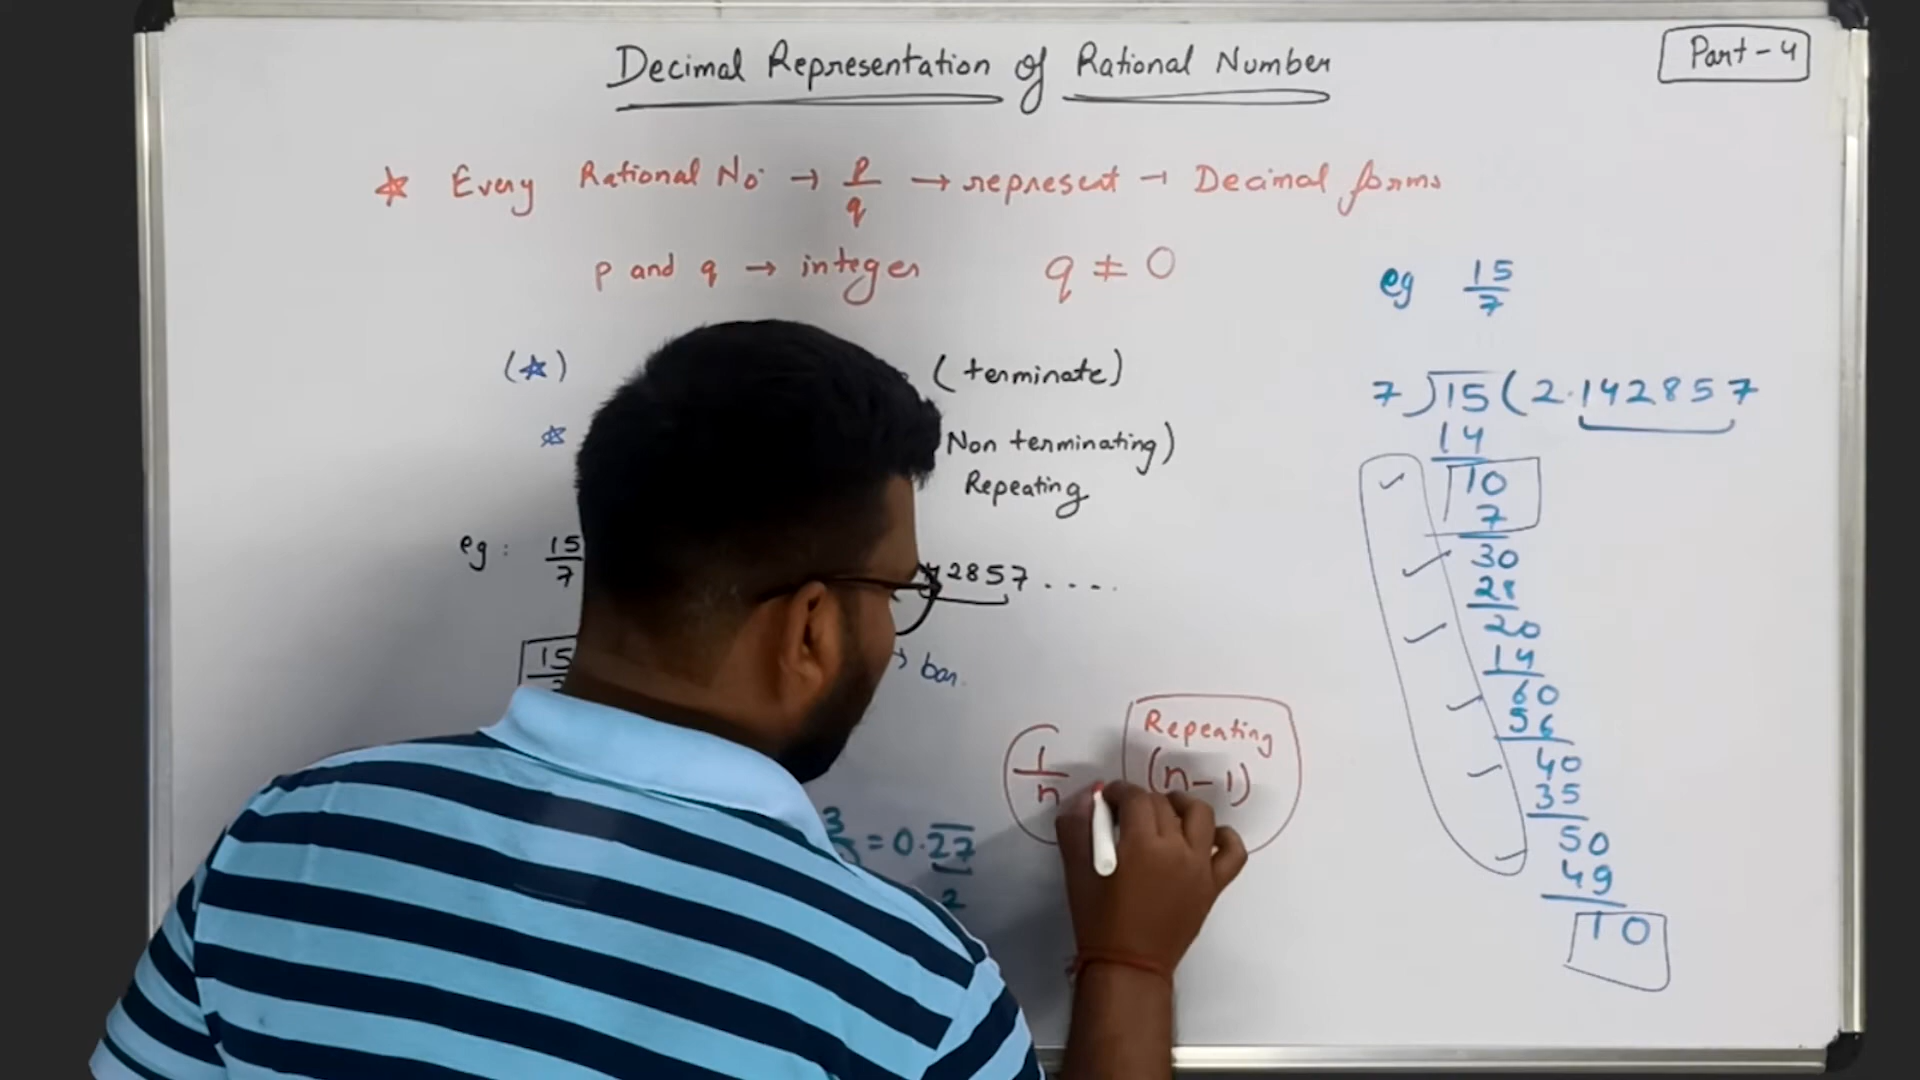 Decimal Representation of Rational Number
Part-4
☆ Every Rational No → p/q → represent → Decimal forms
p and q → integer q ≠ 0
(☆) (terminate)
☆ Non terminating)
Repeating
eg : 15/7 2857 ....
15
→ bar.
3 = 0.27
2
1/n
Repeating
(n-1)
eg 15/7
7)15(2.142857
14
10
7
30
28
20
14
60
56
40
35
50
49
10